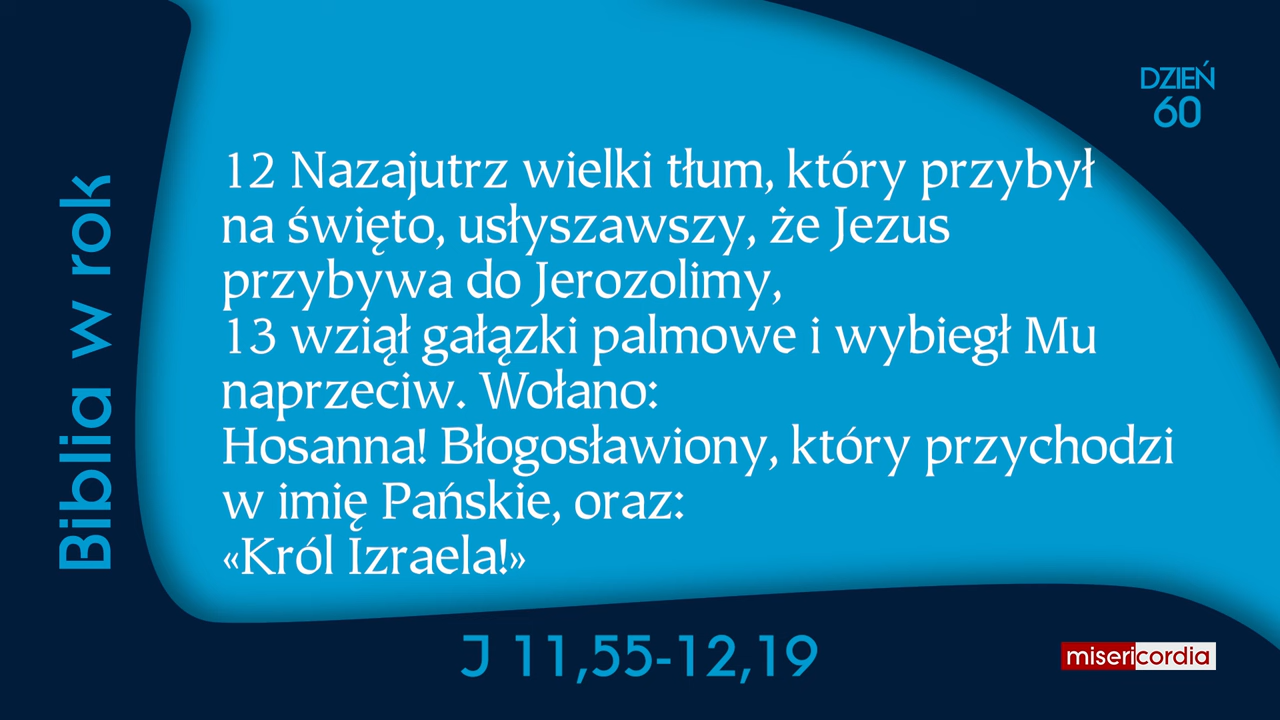 DZIEŃ
60
Biblia w rok
12 Nazajutrz wielki tłum, który przybył
na święto, usłyszawszy, że Jezus
przybywa do Jerozolimy,
13 wziął gałązki palmowe i wybiegł Mu
naprzeciw. Wołano:
Hosanna! Błogosławiony, który przychodzi
w imię Pańskie, oraz:
«Król Izraela!»
J 11,55-12,19
misericordia